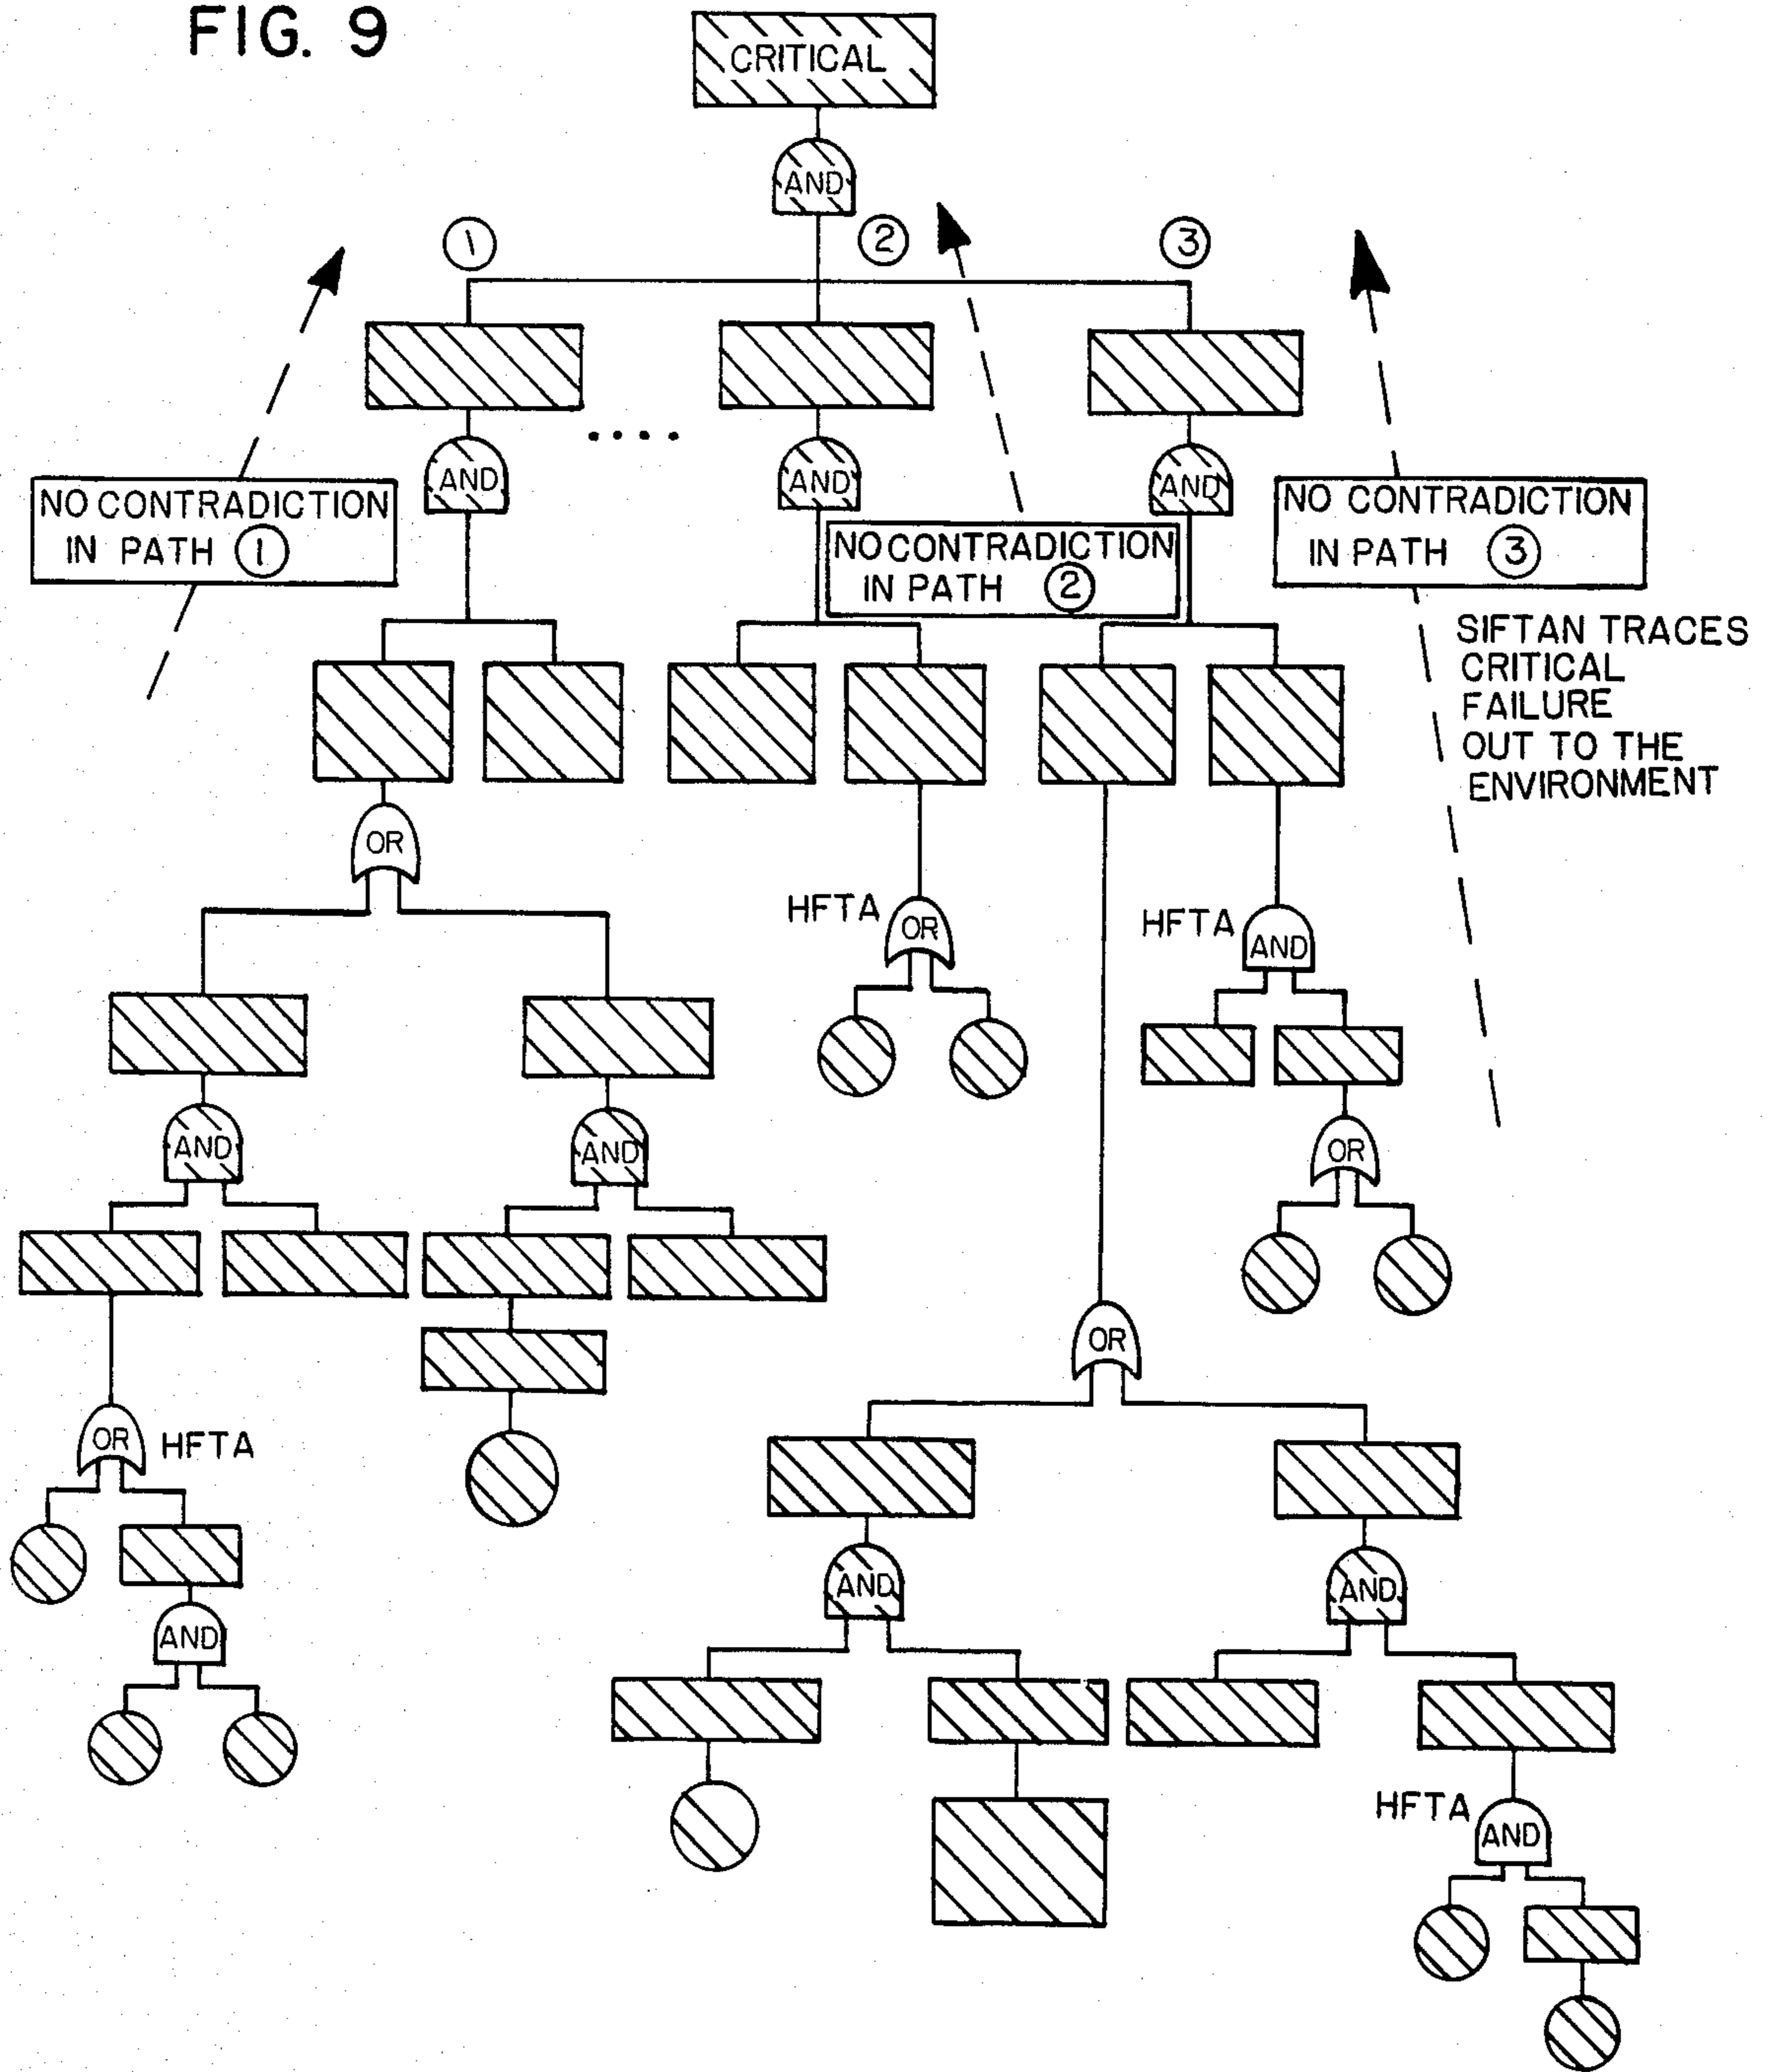 FIG. 9
CRITICAL
AND
1
2
3
AND
AND
AND
NO CONTRADICTION
IN PATH 1
NO CONTRADICTION
IN PATH 2
NO CONTRADICTION
IN PATH 3
SIFTAN TRACES
CRITICAL
FAILURE
OUT TO THE
ENVIRONMENT
OR
HFTA
OR
HFTA
AND
AND
AND
OR
OR
OR
HFTA
AND
AND
AND
HFTA
AND